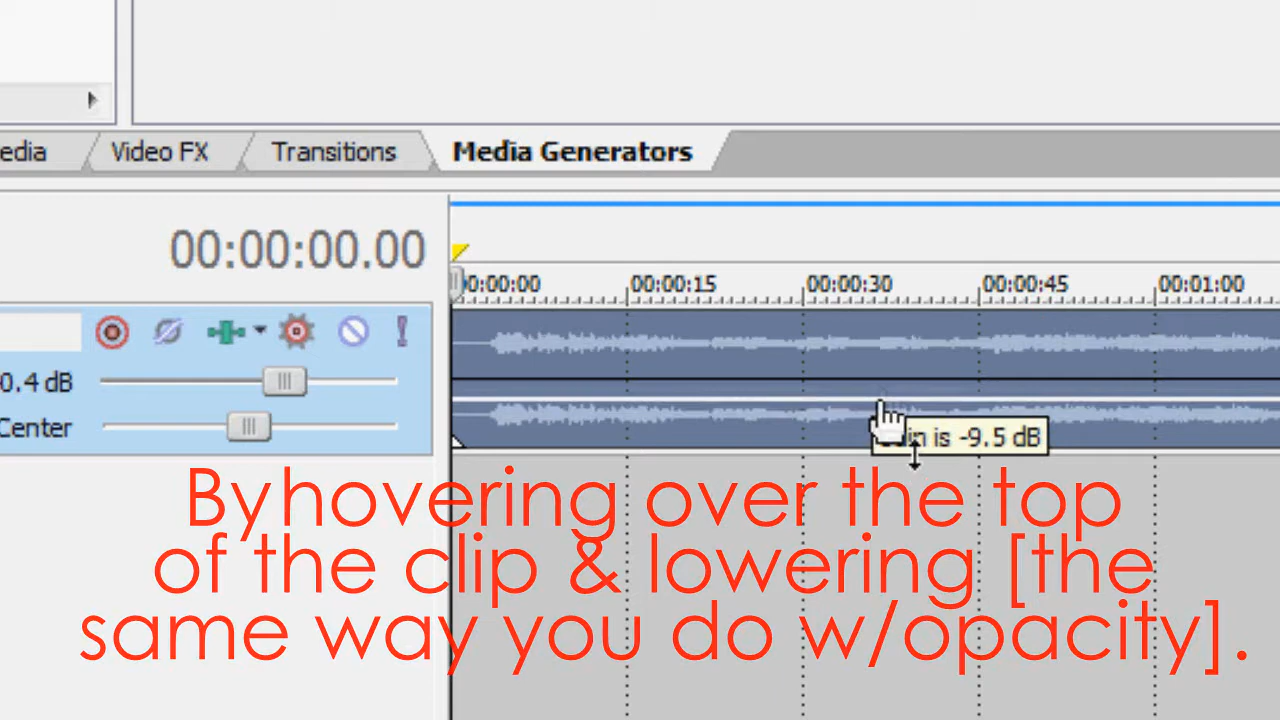 edia Video FX Transitions Media Generators
00:00:00.00
0:00:00 00:00:15 00:00:30 00:00:45 00:01:00
0.4 dB
Center
in is -9.5 dB
Byhovering over the top
of the clip & lowering [the
same way you do w/opacity].